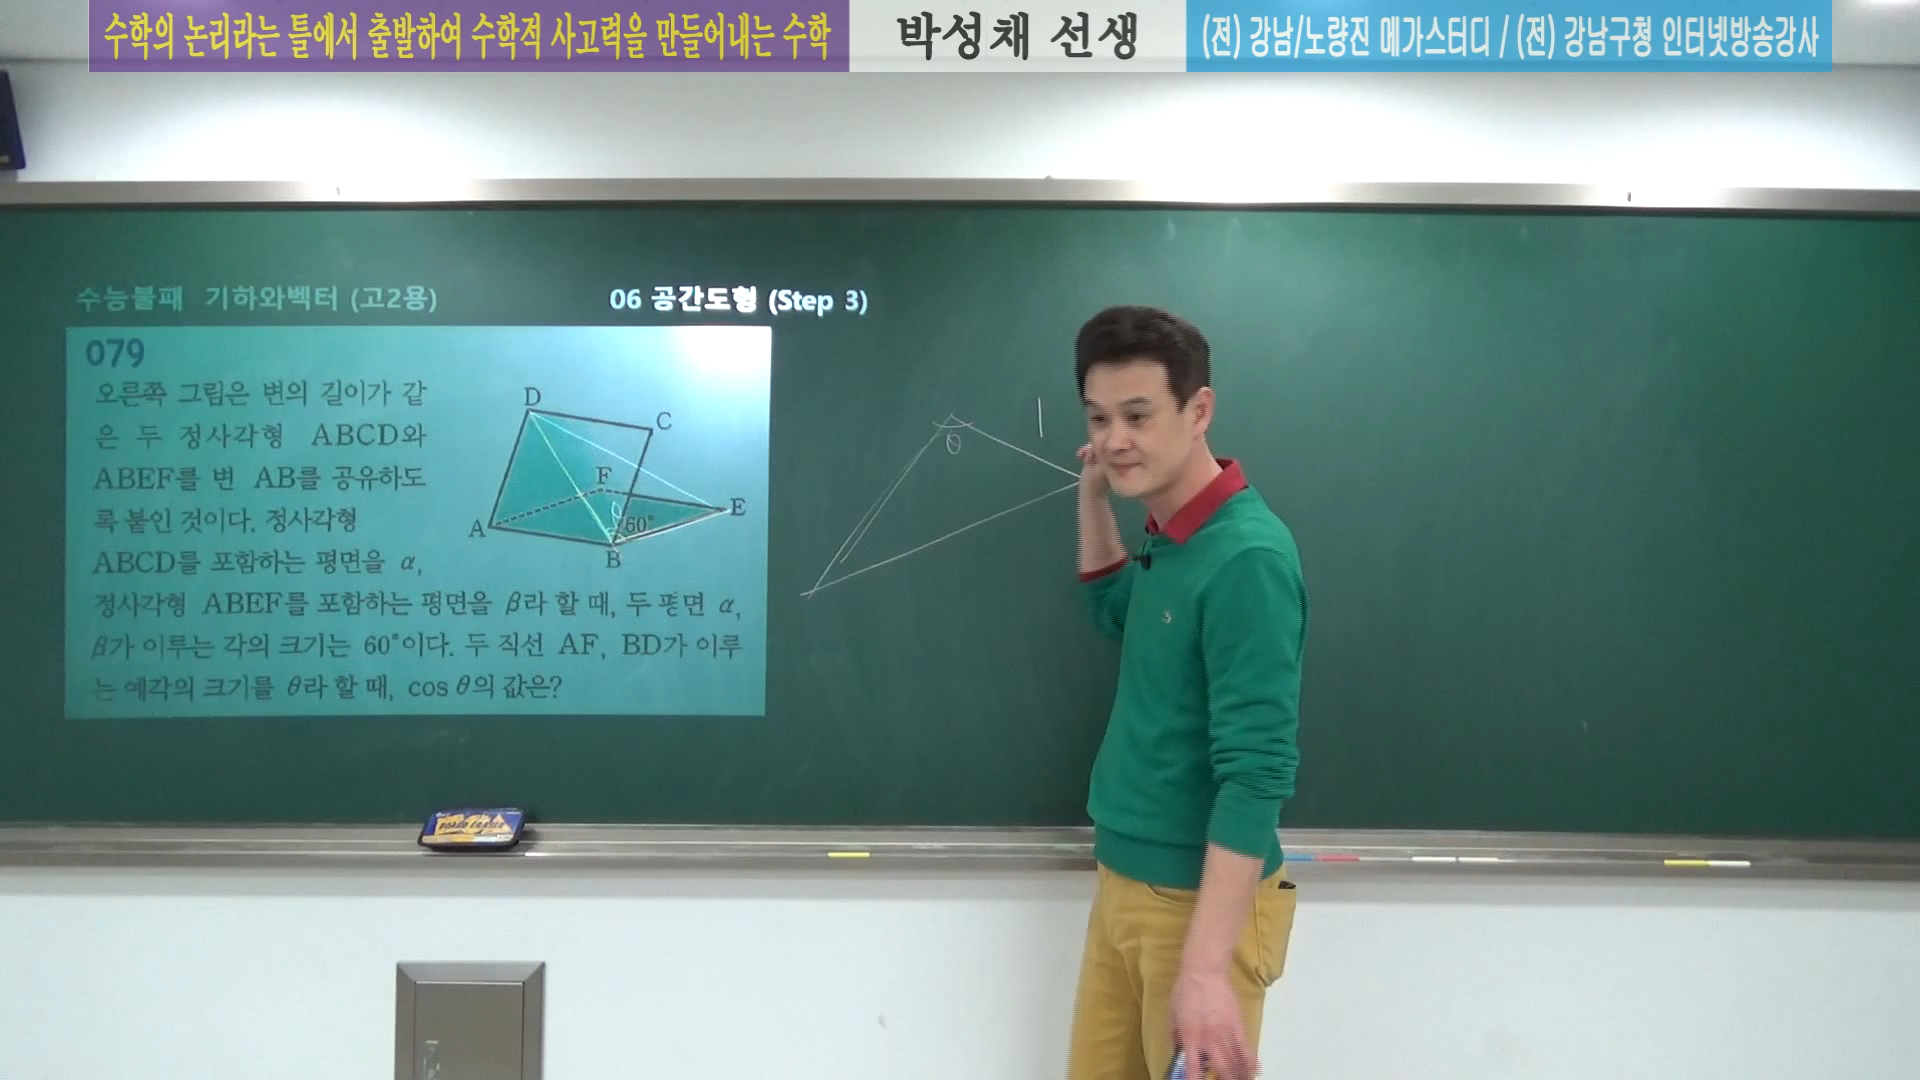 수학의 논리라는 틀에서 출발하여 수학적 사고력을 만들어내는 수학
박성채 선생
(전) 강남/노량진 메가스터디 / (전) 강남구청 인터넷방송강사
수능불패 기하와벡터 (고2용)
06 공간도형 (Step 3)
079
오른쪽 그림은 변의 길이가 같
은 두 정사각형 ABCD와
ABEF를 변 AB를 공유하도
록 붙인 것이다. 정사각형
ABCD를 포함하는 평면을 α,
정사각형 ABEF를 포함하는 평면을 β라 할 때, 두 평면 α,
β가 이루는 각의 크기는 60°이다. 두 직선 AF, BD가 이루
는 예각의 크기를 θ라 할 때, cos θ의 값은?
D
C
F
E
A
θ
60°
B
θ
1
BOARD ERASER